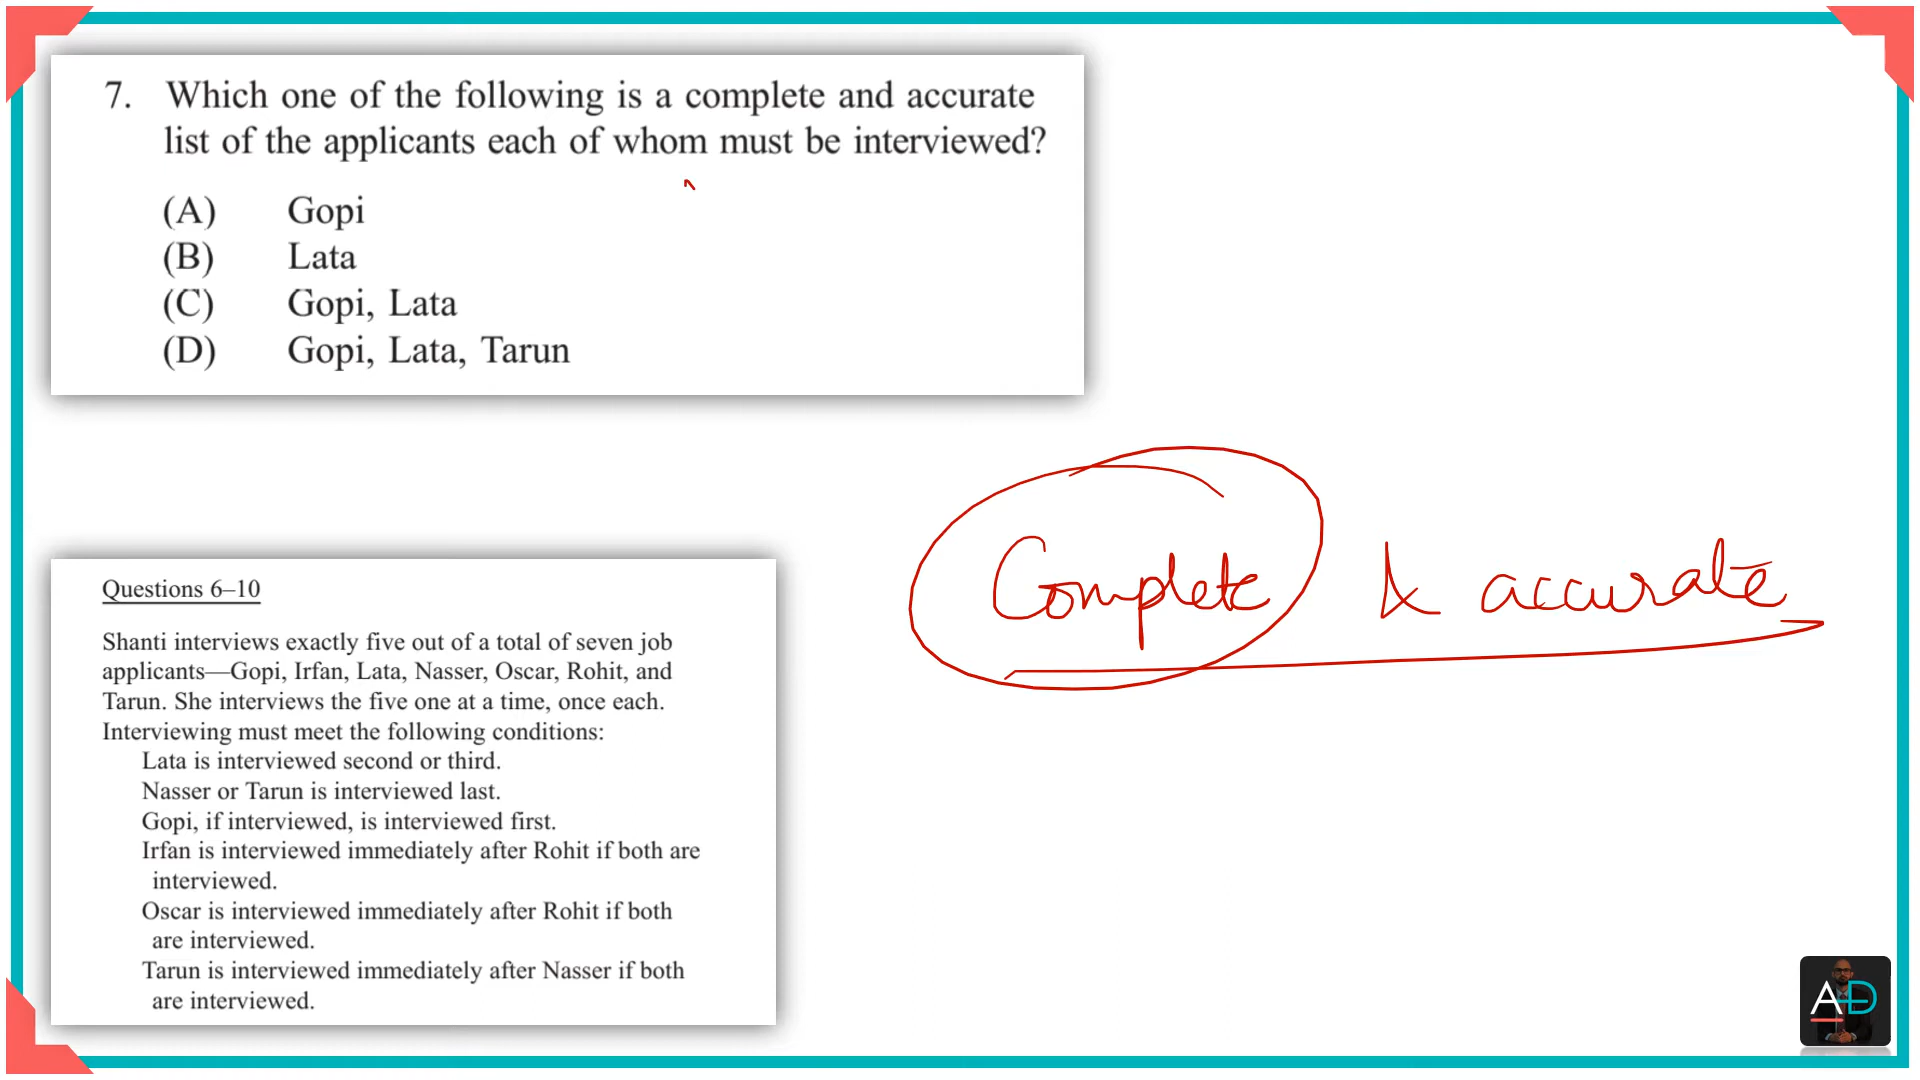 7. Which one of the following is a complete and accurate
list of the applicants each of whom must be interviewed?
(A) Gopi
(B) Lata
(C) Gopi, Lata
(D) Gopi, Lata, Tarun
Complete & accurate
Questions 6–10
Shanti interviews exactly five out of a total of seven job
applicants—Gopi, Irfan, Lata, Nasser, Oscar, Rohit, and
Tarun. She interviews the five one at a time, once each.
Interviewing must meet the following conditions:
Lata is interviewed second or third.
Nasser or Tarun is interviewed last.
Gopi, if interviewed, is interviewed first.
Irfan is interviewed immediately after Rohit if both are
interviewed.
Oscar is interviewed immediately after Rohit if both
are interviewed.
Tarun is interviewed immediately after Nasser if both
are interviewed.
AD